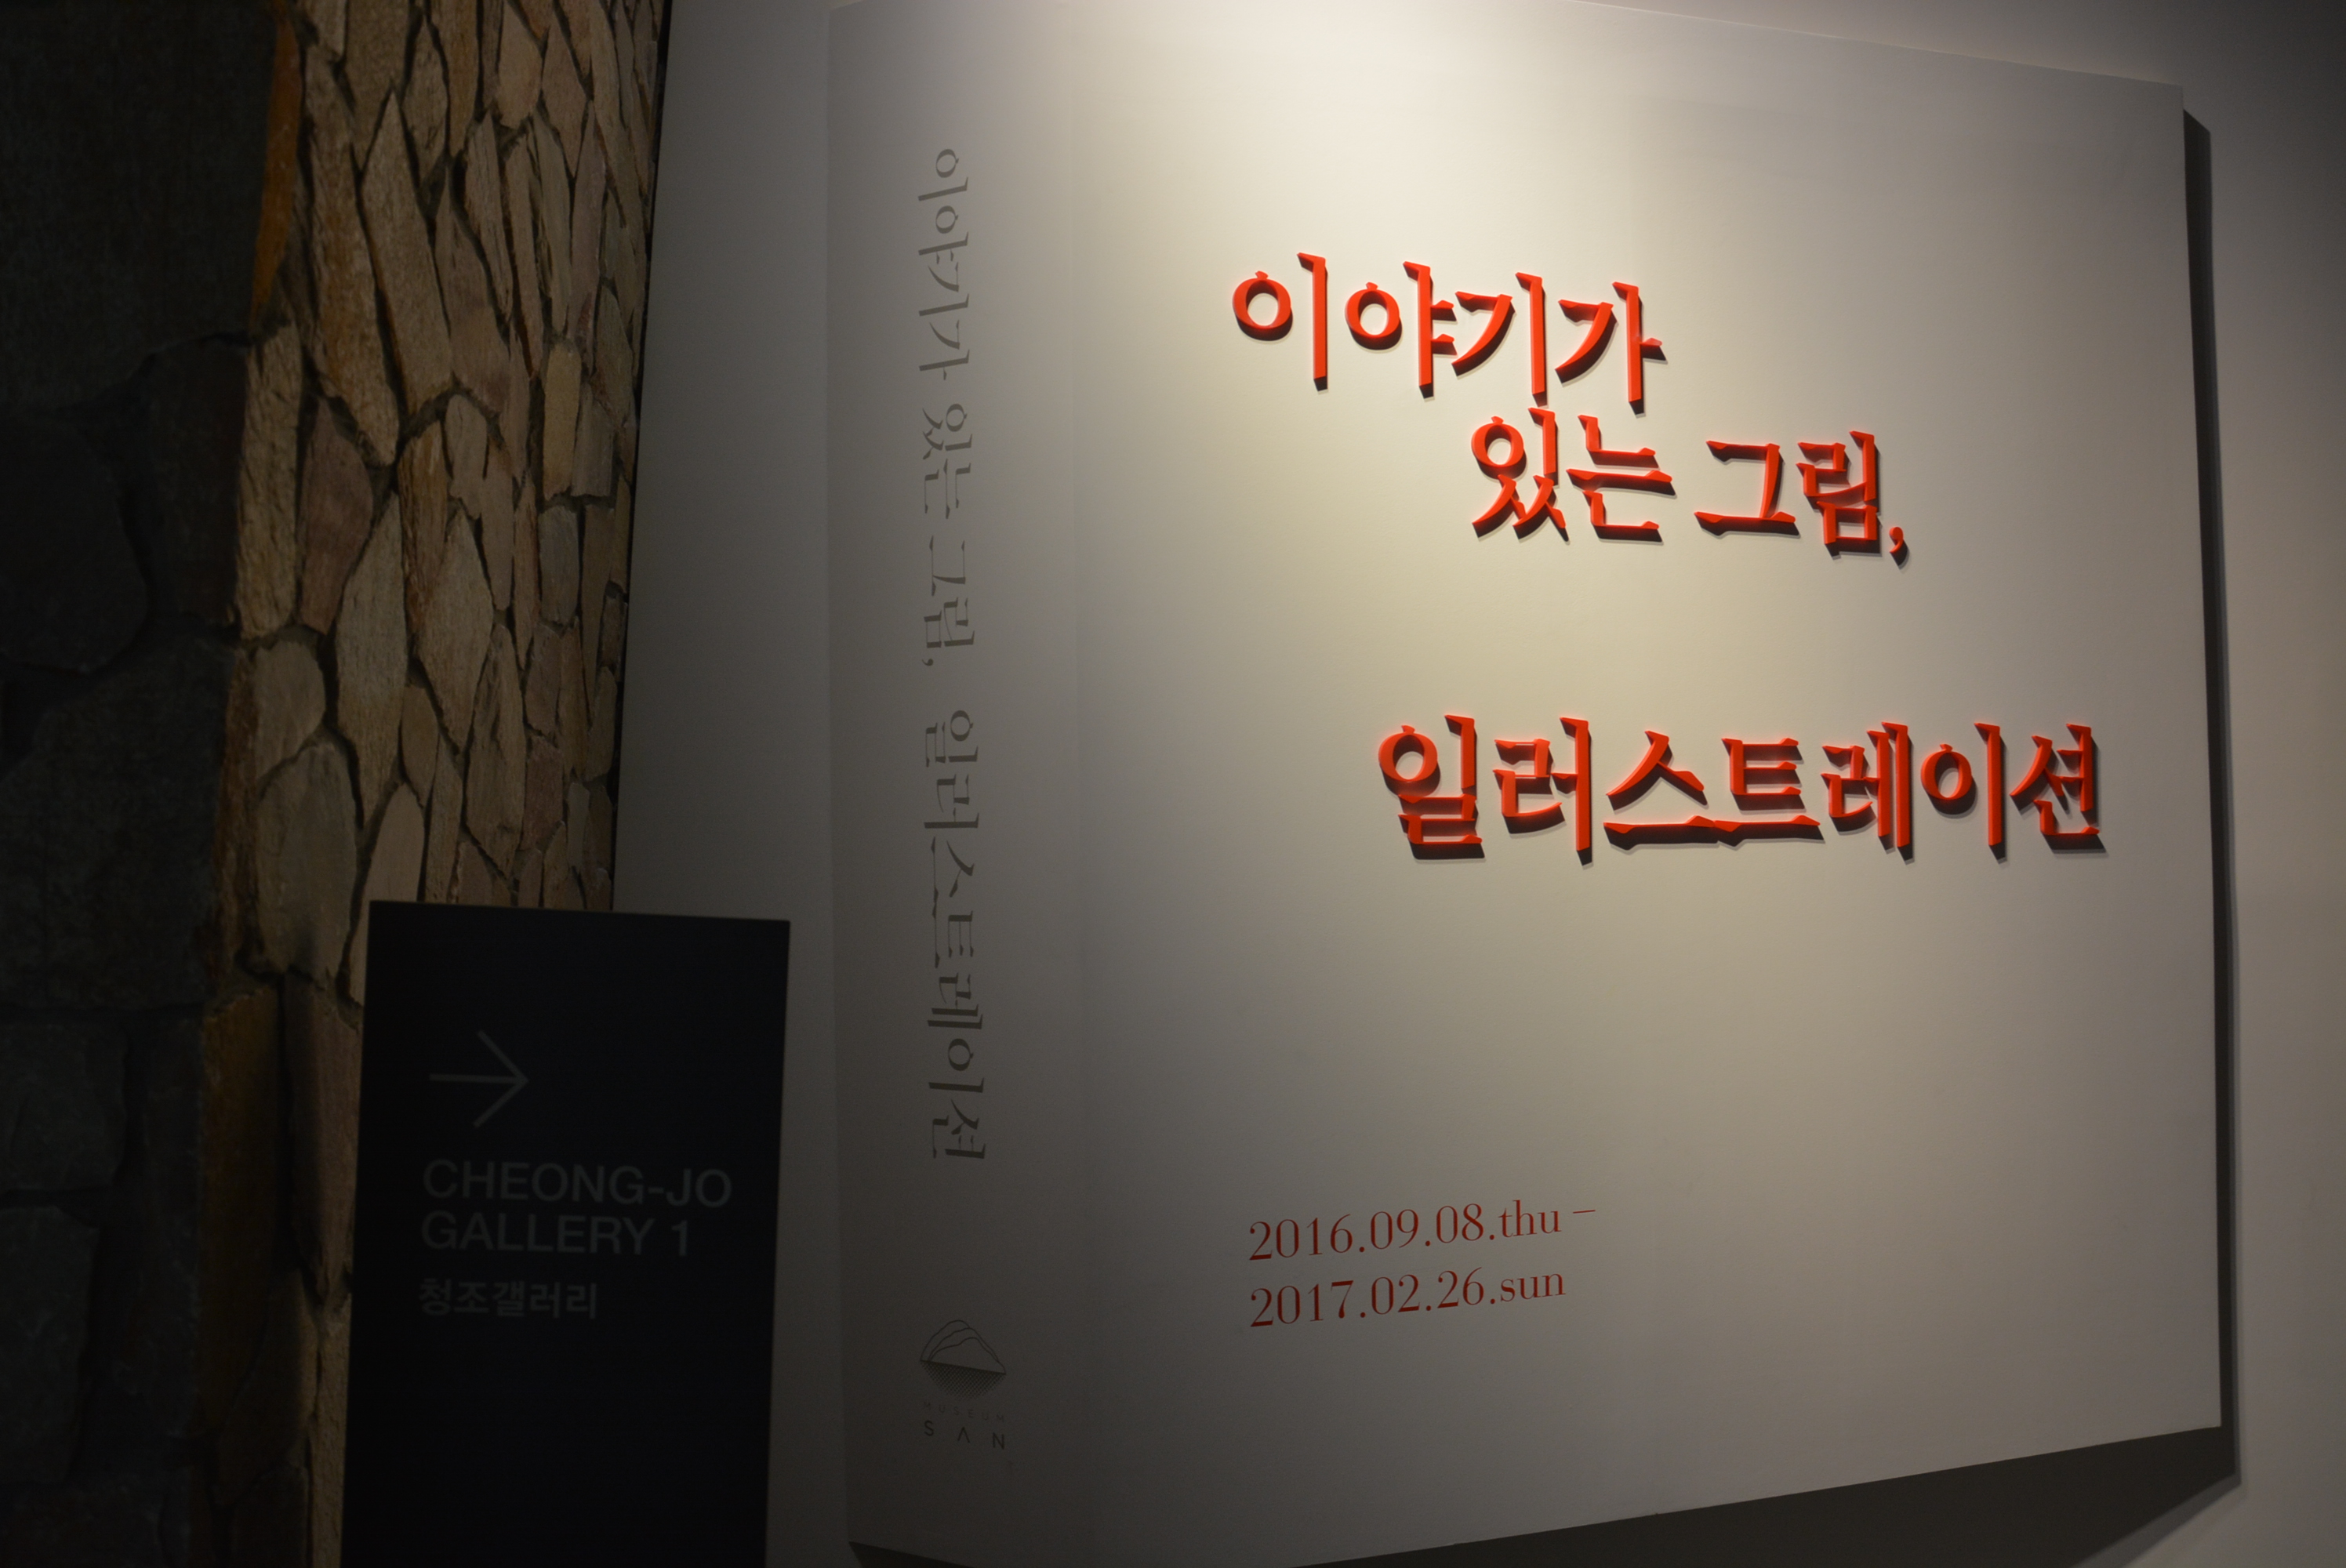 이야기가
있는 그림,
일러스트레이션
2016.09.08.thu –
2017.02.26.sun
이야기가 있는 그림, 일러스트레이션
MUSEUM
SAN
CHEONG-JO
GALLERY 1
청조갤러리